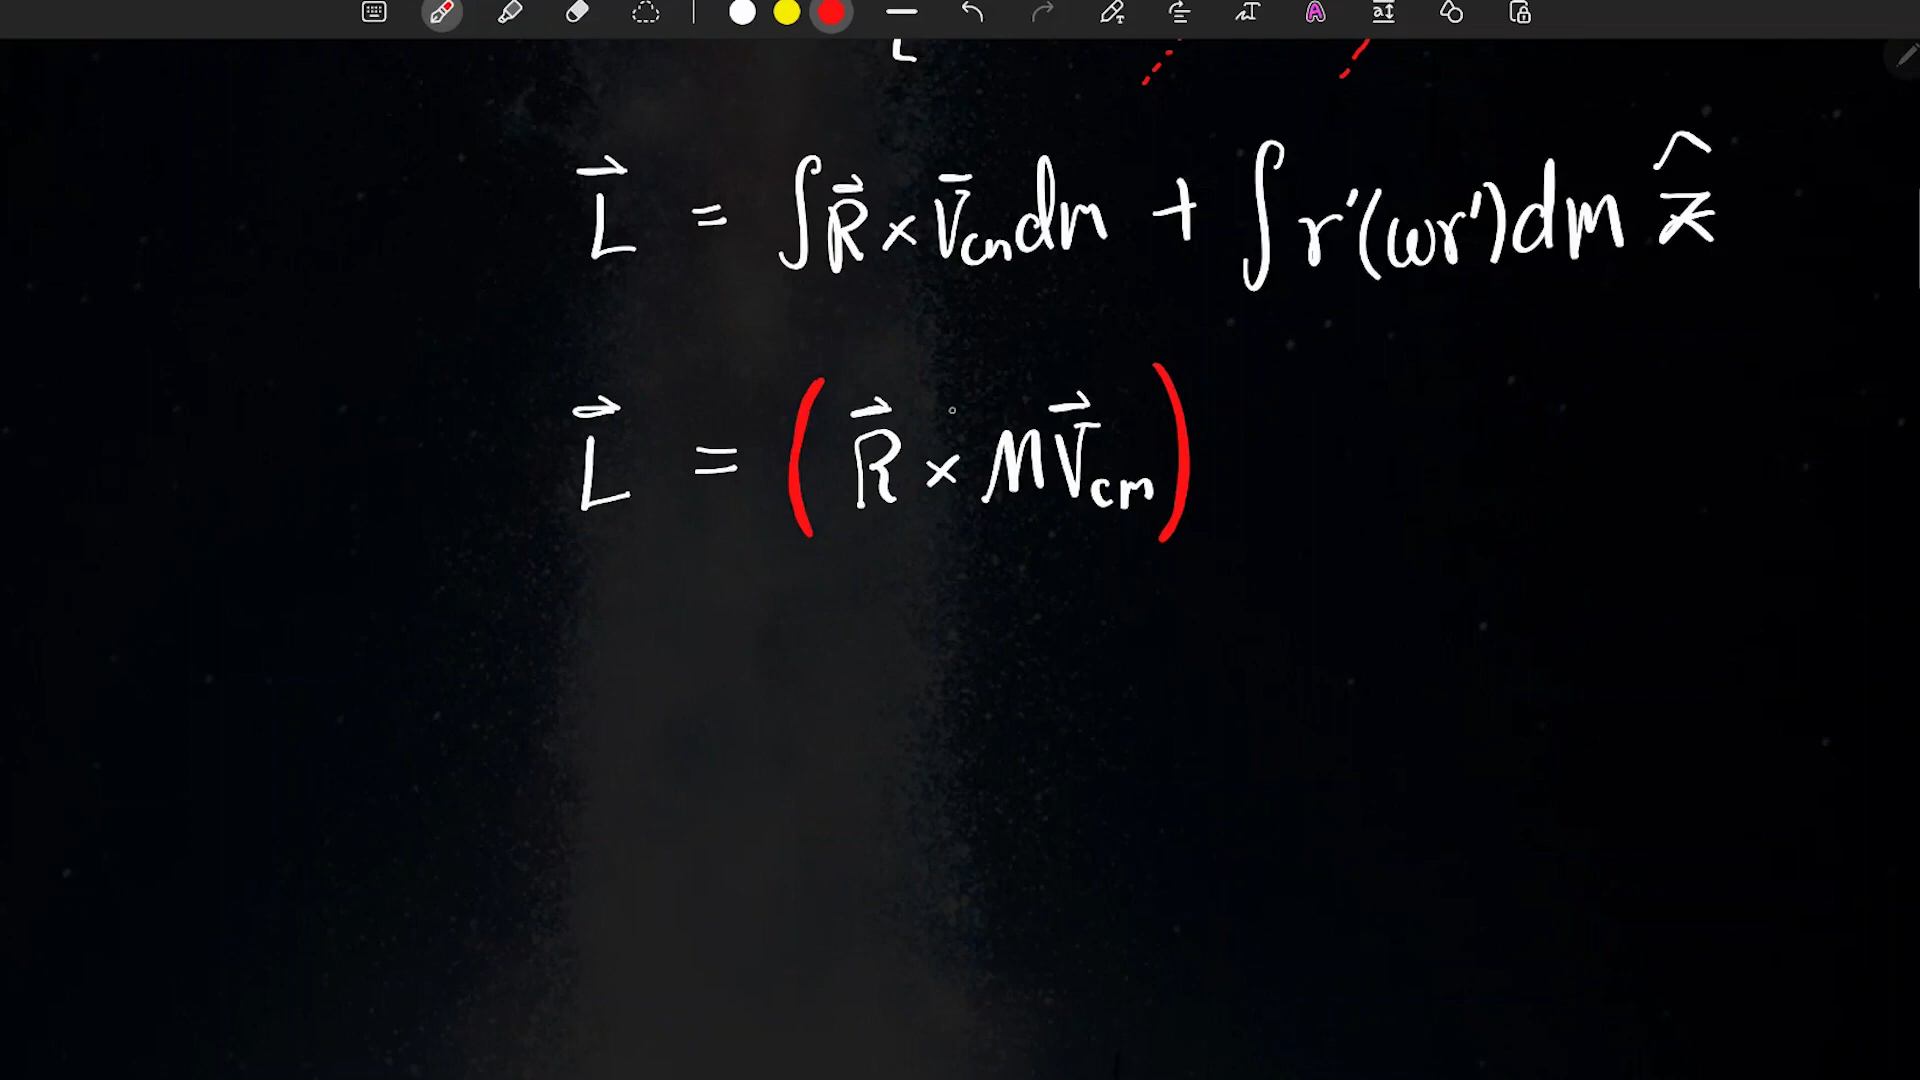 L⃗ = ∫R⃗ × V̄cm dm + ∫r′(ωr′)dm ẑ
L⃗ = (R⃗ × MV⃗cm)